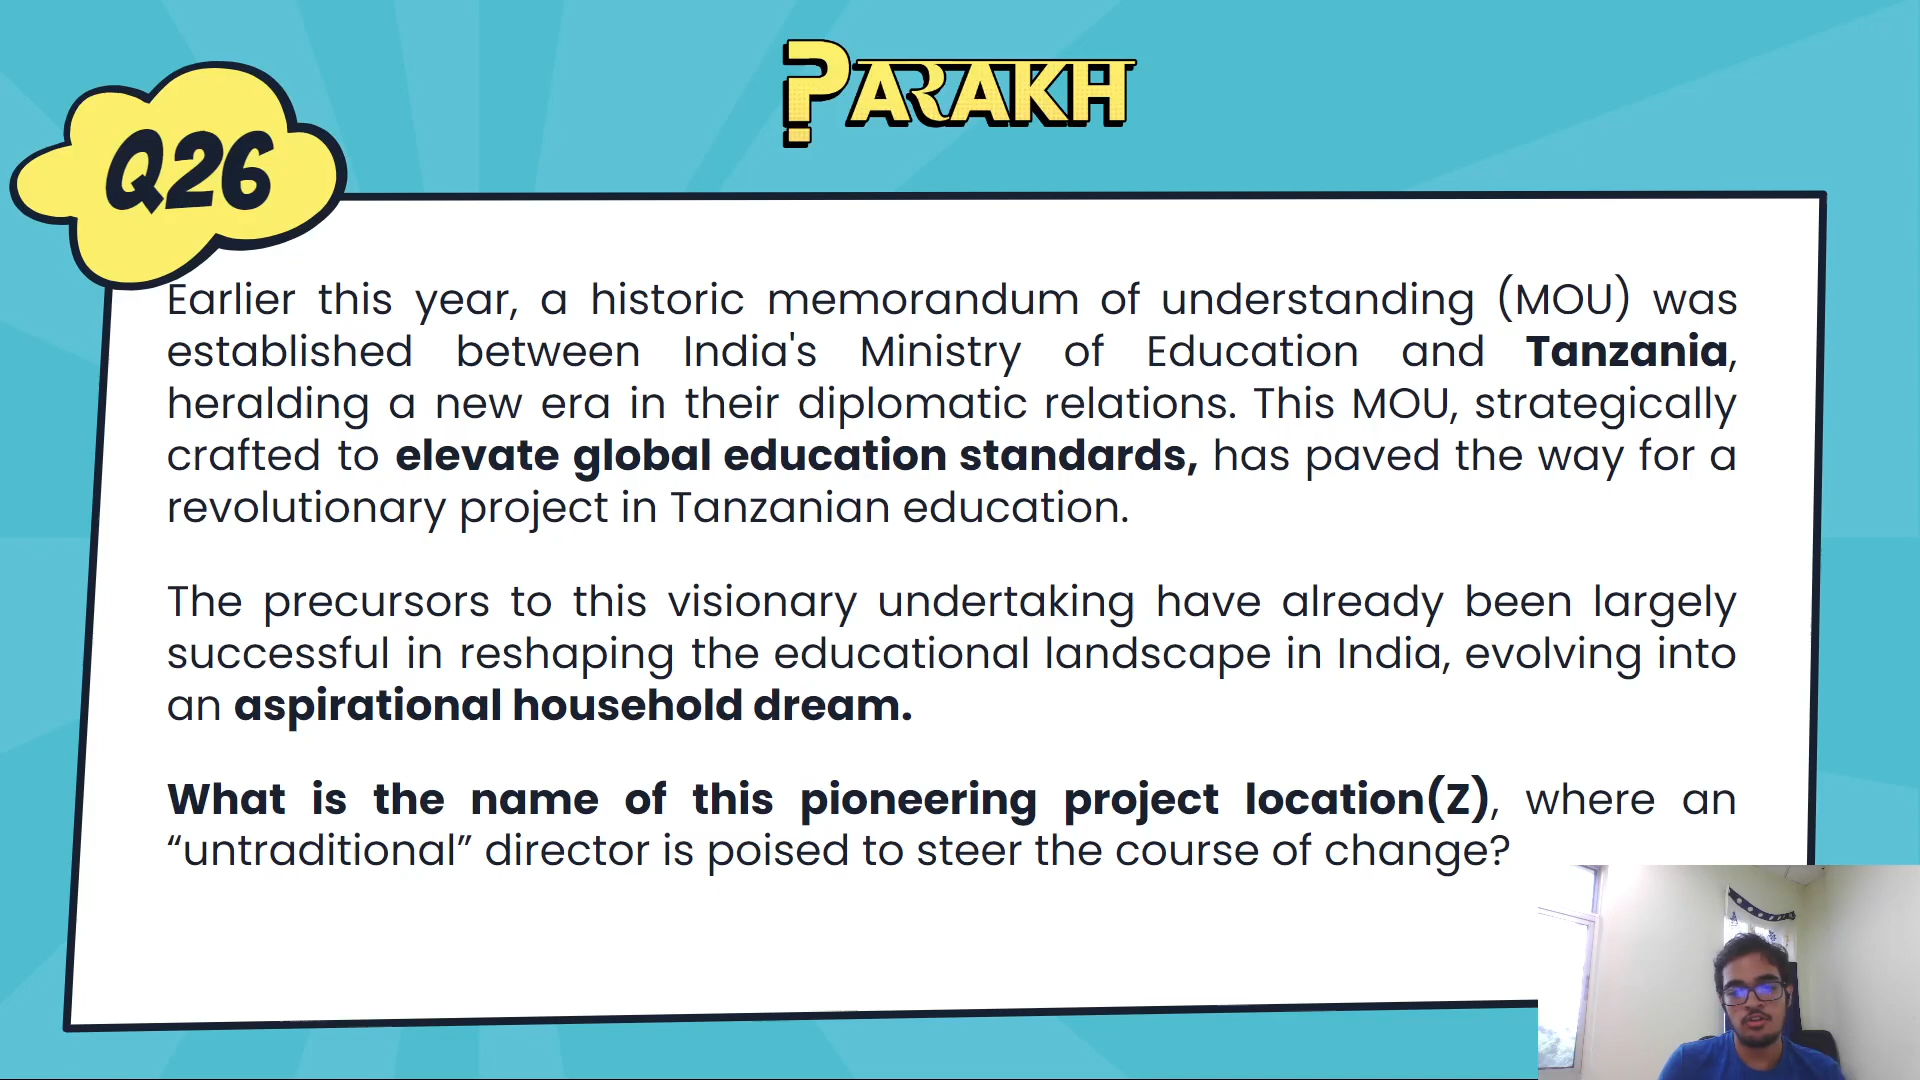 PARAKH
Q26
Earlier this year, a historic memorandum of understanding (MOU) was
established between India's Ministry of Education and Tanzania,
heralding a new era in their diplomatic relations. This MOU, strategically
crafted to elevate global education standards, has paved the way for a
revolutionary project in Tanzanian education.
The precursors to this visionary undertaking have already been largely
successful in reshaping the educational landscape in India, evolving into
an aspirational household dream.
What is the name of this pioneering project location(Z), where an
“untraditional” director is poised to steer the course of change?